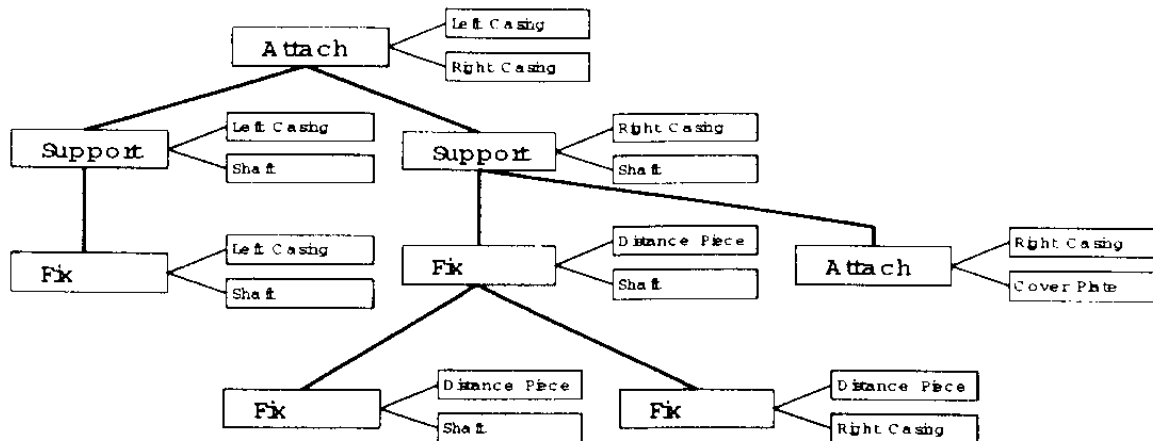 Left Casing
Attach
Right Casing
Left Casing
Support
Shaft
Right Casing
Support
Shaft
Left Casing
Fix
Shaft
Distance Piece
Fix
Shaft
Right Casing
Attach
Cover Plate
Distance Piece
Fix
Shaft
Distance Piece
Fix
Right Casing